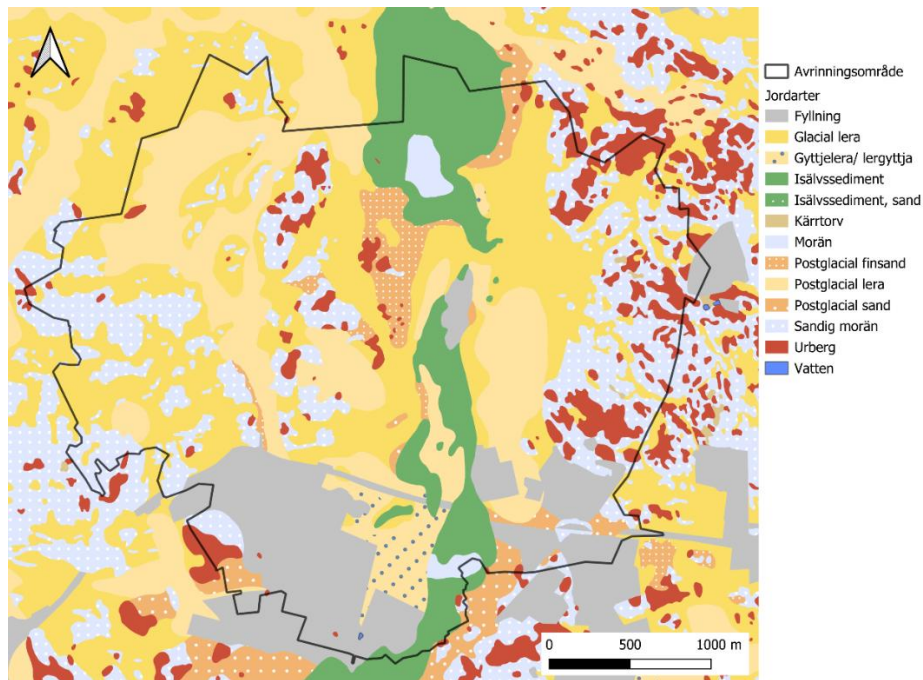 Avrinningsområde
Jordarter
Fyllning
Glacial lera
Gyttjelera/ lergyttja
Isälvssediment
Isälvssediment, sand
Kärrtorv
Morän
Postglacial finsand
Postglacial lera
Postglacial sand
Sandig morän
Urberg
Vatten
0 500 1000 m